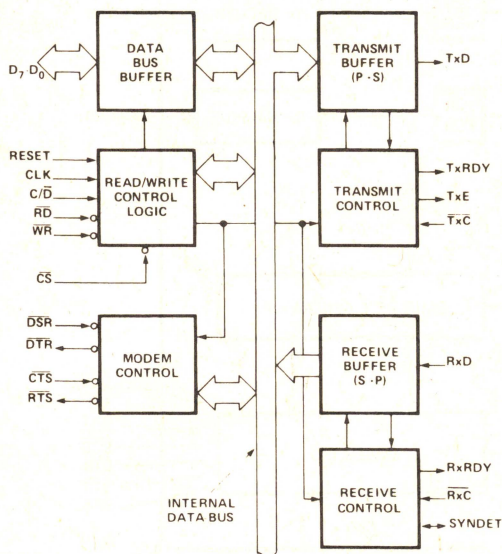 D₇-D₀
DATA
BUS
BUFFER
TRANSMIT
BUFFER
(P - S)
TxD
RESET
CLK
C/D̅
R̅D̅
W̅R̅
C̅S̅
READ/WRITE
CONTROL
LOGIC
TRANSMIT
CONTROL
TxRDY
TxE
T̅x̅C̅
D̅S̅R̅
D̅T̅R̅
C̅T̅S̅
R̅T̅S̅
MODEM
CONTROL
RECEIVE
BUFFER
(S - P)
RxD
INTERNAL
DATA BUS
RECEIVE
CONTROL
RxRDY
R̅x̅C̅
SYNDET